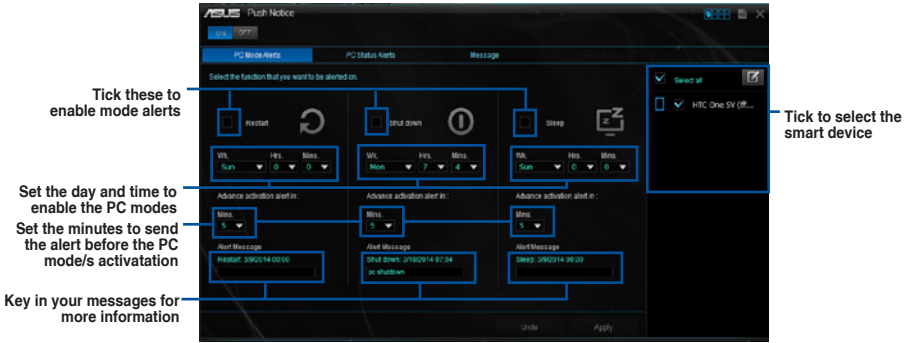 ASUS Push Notice
ON OFF
PC Mode Alerts PC Status Alerts Message
Select the function that you want to be alerted on.
Select all
HTC One SV
Tick these to
enable mode alerts
Restart Shut down Sleep
Tick to select the
smart device
Wk. Hrs. Mins. Wk. Hrs. Mins. Wk. Hrs. Mins.
Sun 0 0 Mon 7 4 Sun 0 0
Set the day and time to
enable the PC modes
Advance activation alert in : Advance activation alert in : Advance activation alert in :
Set the minutes to send
the alert before the PC
mode/s activatation
Mins. Mins. Mins.
5 5 5
Alert Message Alert Message Alert Message
Restart: 3/9/2014 00:00 Shut down: 3/10/2014 07:04 Sleep: 3/9/2014 00:00
pc shutdown
Key in your messages for
more information
Undo Apply